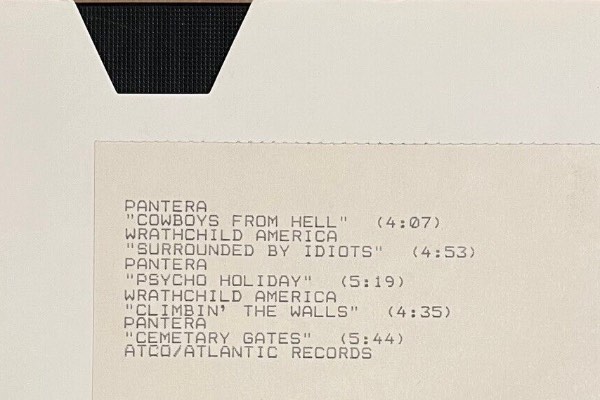 PANTERA
"COWBOYS FROM HELL" (4:07)
WRATHCHILD AMERICA
"SURROUNDED BY IDIOTS" (4:53)
PANTERA
"PSYCHO HOLIDAY" (5:19)
WRATHCHILD AMERICA
"CLIMBIN' THE WALLS" (4:35)
PANTERA
"CEMETARY GATES" (5:44)
ATCO/ATLANTIC RECORDS